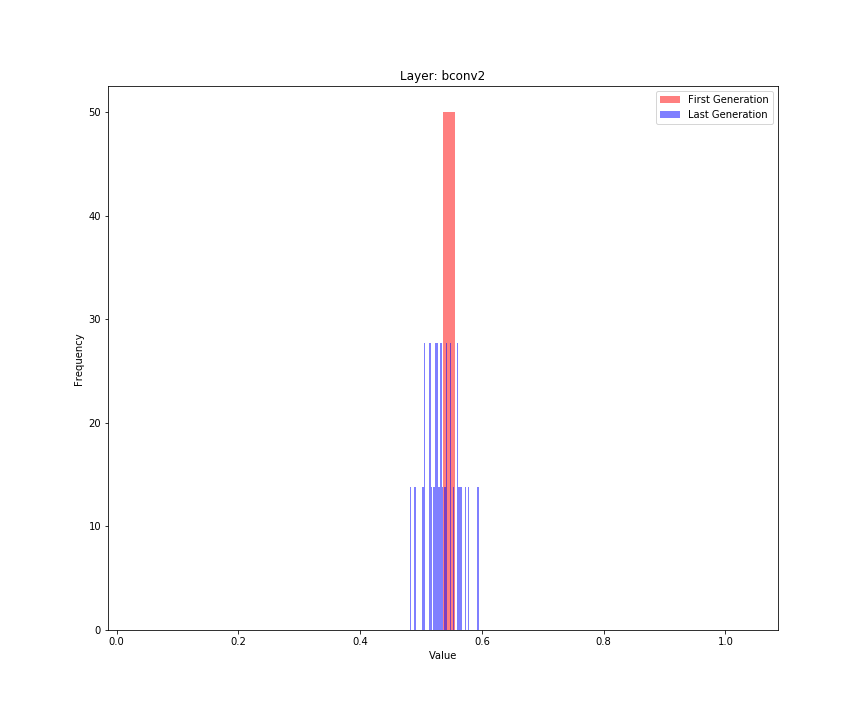 Layer: bconv2
First Generation
Last Generation
50
40
30
20
10
0
Frequency
0.0 0.2 0.4 0.6 0.8 1.0
Value